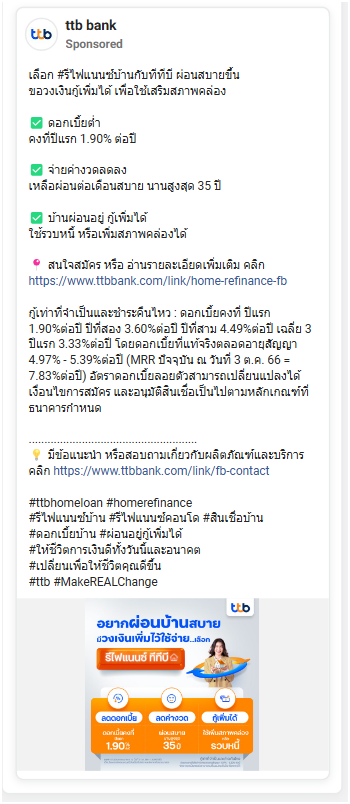 ttb
ttb bank
Sponsored
เลือก #รีไฟแนนซ์บ้านกับทีทีบี ผ่อนสบายขึ้น
ขอวงเงินกู้เพิ่มได้ เพื่อใช้เสริมสภาพคล่อง
✅ ดอกเบี้ยต่ำ
คงที่ปีแรก 1.90% ต่อปี
✅ จ่ายค่างวดลดลง
เหลือผ่อนต่อเดือนสบาย นานสูงสุด 35 ปี
✅ บ้านผ่อนอยู่ กู้เพิ่มได้
ใช้รวบหนี้ หรือเพิ่มสภาพคล่องได้
📍 สนใจสมัคร หรือ อ่านรายละเอียดเพิ่มเติม คลิก
https://www.ttbbank.com/link/home-refinance-fb
กู้เท่าที่จำเป็นและชำระคืนไหว : ดอกเบี้ยคงที่ ปีแรก
1.90%ต่อปี ปีที่สอง 3.60%ต่อปี ปีที่สาม 4.49%ต่อปี เฉลี่ย 3
ปีแรก 3.33%ต่อปี โดยดอกเบี้ยที่แท้จริงตลอดอายุสัญญา
4.97% - 5.39%ต่อปี (MRR ปัจจุบัน ณ วันที่ 3 ต.ค. 66 =
7.83%ต่อปี) อัตราดอกเบี้ยลอยตัวสามารถเปลี่ยนแปลงได้
เงื่อนไขการสมัคร และอนุมัติสินเชื่อเป็นไปตามหลักเกณฑ์ที่
ธนาคารกำหนด
......................................................
💡 มีข้อแนะนำ หรือสอบถามเกี่ยวกับผลิตภัณฑ์และบริการ
คลิก https://www.ttbbank.com/link/fb-contact
#ttbhomeloan #homerefinance
#รีไฟแนนซ์บ้าน #รีไฟแนนซ์คอนโด #สินเชื่อบ้าน
#ดอกเบี้ยบ้าน #ผ่อนอยู่กู้เพิ่มได้
#ให้ชีวิตการเงินดีทั้งวันนี้และอนาคต
#เปลี่ยนเพื่อให้ชีวิตคุณดีขึ้น
#ttb #MakeREALChange
ttb
อยากผ่อนบ้านสบาย
มีวงเงินเพิ่มไว้ใช้จ่าย...เลือก
รีไฟแนนซ์ ทีทีบี
ลดดอกเบี้ย ลดค่างวด กู้เพิ่มได้
ดอกเบี้ยคงที่ ผ่อนสบาย ใช้เพิ่มสภาพคล่อง
1.90% 35ปี รวบหนี้